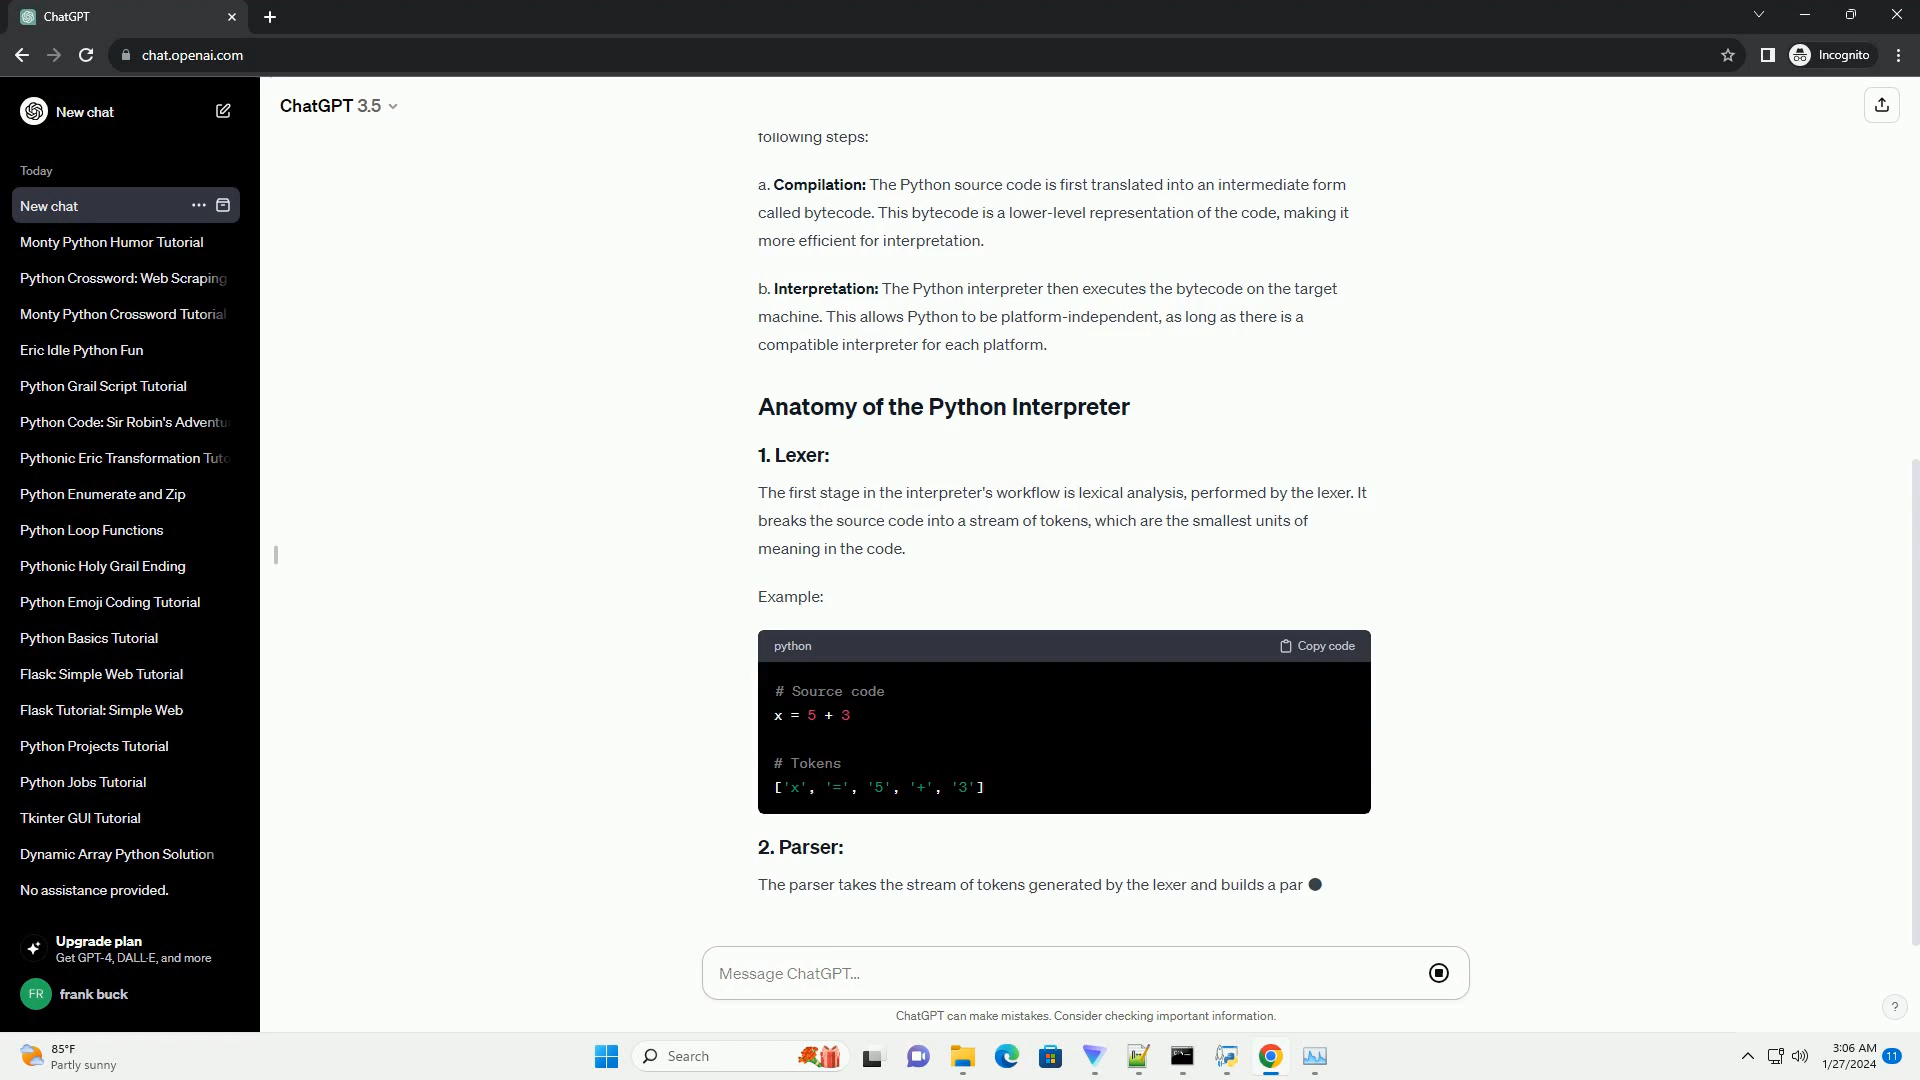 ChatGPT
chat.openai.com
Incognito
New chat
Today
New chat
Monty Python Humor Tutorial
Python Crossword: Web Scraping
Monty Python Crossword Tutorial
Eric Idle Python Fun
Python Grail Script Tutorial
Python Code: Sir Robin's Adventu
Pythonic Eric Transformation Tuto
Python Enumerate and Zip
Python Loop Functions
Pythonic Holy Grail Ending
Python Emoji Coding Tutorial
Python Basics Tutorial
Flask: Simple Web Tutorial
Flask Tutorial: Simple Web
Python Projects Tutorial
Python Jobs Tutorial
Tkinter GUI Tutorial
Dynamic Array Python Solution
No assistance provided.
Upgrade plan
Get GPT-4, DALL·E, and more
FR frank buck
ChatGPT 3.5
following steps:
a. Compilation: The Python source code is first translated into an intermediate form
called bytecode. This bytecode is a lower-level representation of the code, making it
more efficient for interpretation.
b. Interpretation: The Python interpreter then executes the bytecode on the target
machine. This allows Python to be platform-independent, as long as there is a
compatible interpreter for each platform.
Anatomy of the Python Interpreter
1. Lexer:
The first stage in the interpreter's workflow is lexical analysis, performed by the lexer. It
breaks the source code into a stream of tokens, which are the smallest units of
meaning in the code.
Example:
python Copy code
# Source code
x = 5 + 3
# Tokens
['x', '=', '5', '+', '3']
2. Parser:
The parser takes the stream of tokens generated by the lexer and builds a par
Message ChatGPT...
ChatGPT can make mistakes. Consider checking important information.
?
85°F
Partly sunny
Search
3:06 AM
1/27/2024
11